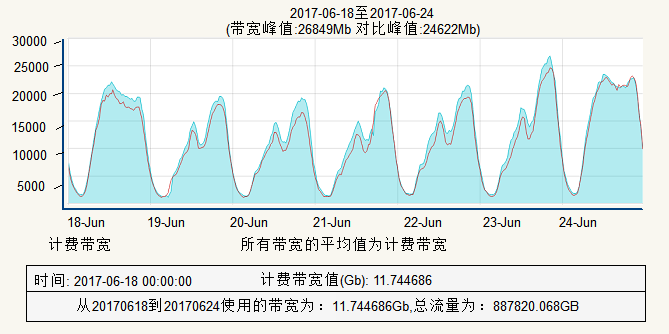 2017-06-18至2017-06-24
(带宽峰值:26849Mb 对比峰值:24622Mb)
30000
25000
20000
15000
10000
5000
18-Jun 19-Jun 20-Jun 21-Jun 22-Jun 23-Jun 24-Jun
计费带宽 所有带宽的平均值为计费带宽
时间: 2017-06-18 00:00:00 计费带宽值(Gb): 11.744686
从20170618到20170624使用的带宽为：11.744686Gb,总流量为：887820.068GB